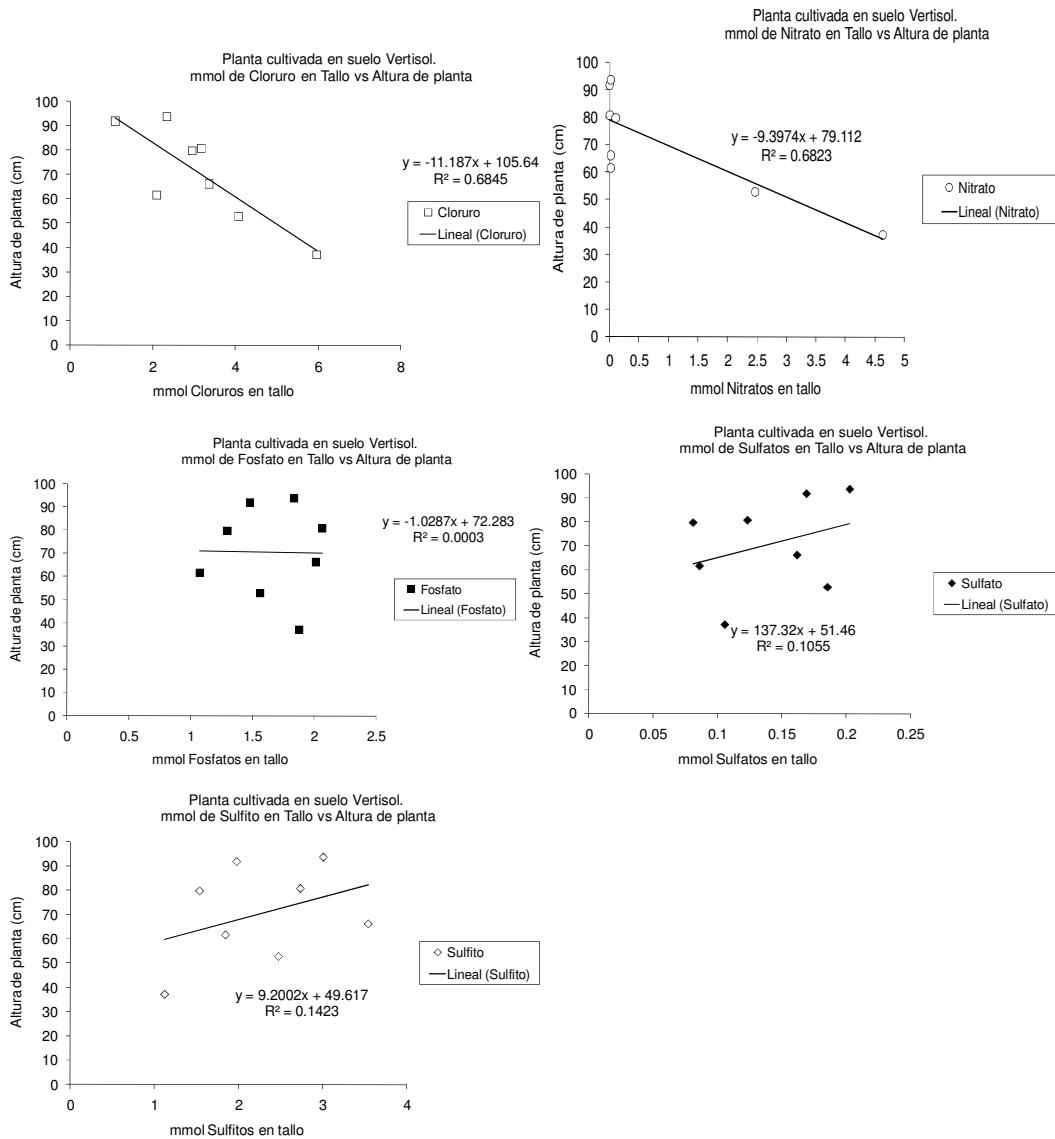 Planta cultivada en suelo Vertisol.
mmol de Cloruro en Tallo vs Altura de planta
Altura de planta (cm)
100
90
80
70
60
50
40
30
20
10
0
y = -11.187x + 105.64
R² = 0.6845
Cloruro
Lineal (Cloruro)
0 2 4 6 8
mmol Cloruros en tallo
Planta cultivada en suelo Vertisol.
mmol de Nitrato en Tallo vs Altura de planta
Altura de planta (cm)
100
90
80
70
60
50
40
30
20
10
0
y = -9.3974x + 79.112
R² = 0.6823
Nitrato
Lineal (Nitrato)
0 0.5 1 1.5 2 2.5 3 3.5 4 4.5 5
mmol Nitratos en tallo
Planta cultivada en suelo Vertisol.
mmol de Fosfato en Tallo vs Altura de planta
Altura de planta (cm)
100
90
80
70
60
50
40
30
20
10
0
y = -1.0287x + 72.283
R² = 0.0003
Fosfato
Lineal (Fosfato)
0 0.5 1 1.5 2 2.5
mmol Fosfatos en tallo
Planta cultivada en suelo Vertisol.
mmol de Sulfatos en Tallo vs Altura de planta
Altura de planta (cm)
100
90
80
70
60
50
40
30
20
10
0
Sulfato
Lineal (Sulfato)
y = 137.32x + 51.46
R² = 0.1055
0 0.05 0.1 0.15 0.2 0.25
mmol Sulfatos en tallo
Planta cultivada en suelo Vertisol.
mmol de Sulfito en Tallo vs Altura de planta
Altura de planta (cm)
100
90
80
70
60
50
40
30
20
10
0
Sulfito
Lineal (Sulfito)
y = 9.2002x + 49.617
R² = 0.1423
0 1 2 3 4
mmol Sulfitos en tallo